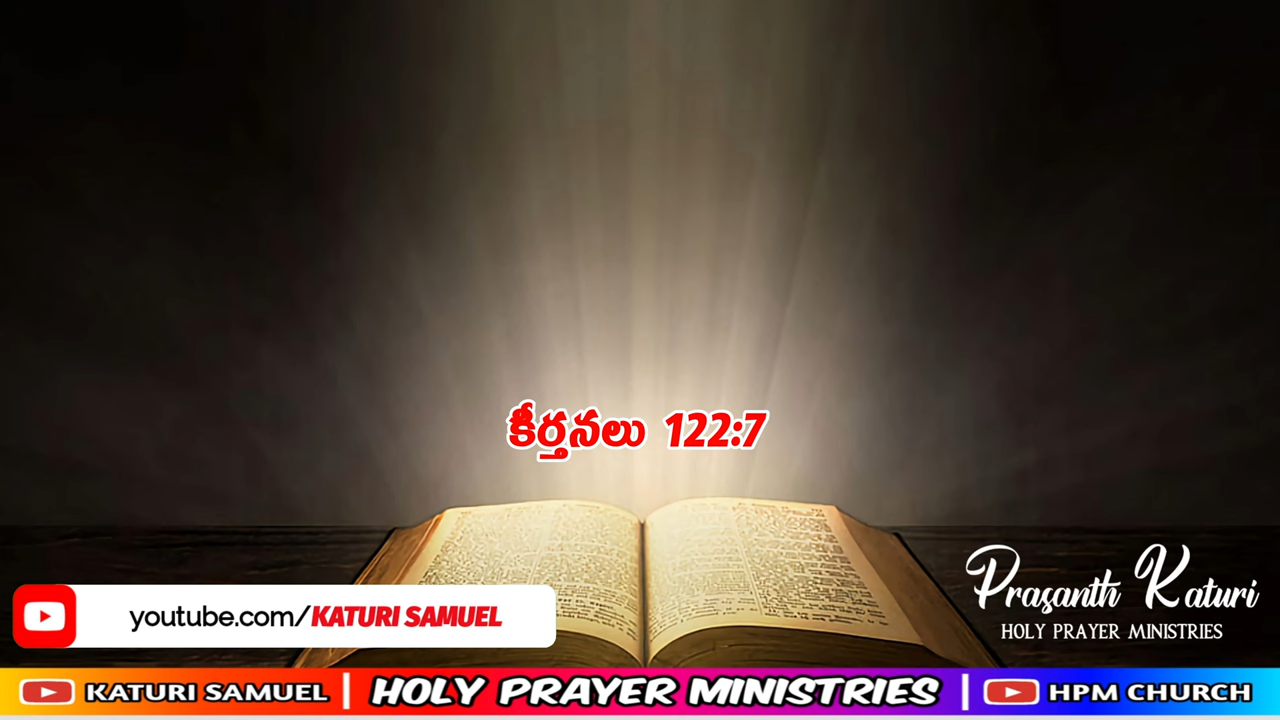 కీర్తనలు 122:7
youtube.com/KATURI SAMUEL
Prasanth Katuri
HOLY PRAYER MINISTRIES
KATURI SAMUEL | HOLY PRAYER MINISTRIES | HPM CHURCH